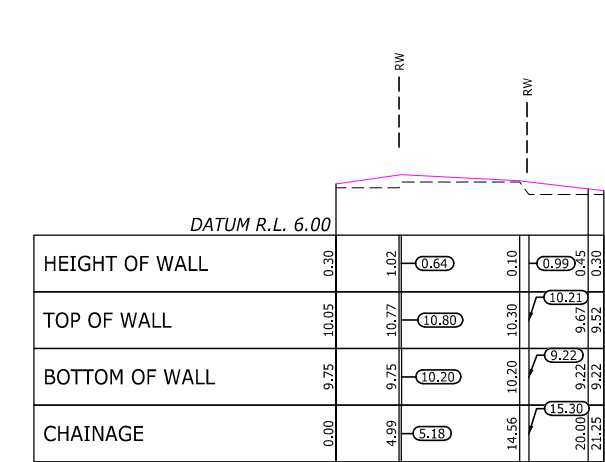 RW
RW
DATUM R.L. 6.00
HEIGHT OF WALL 0.30 1.02 0.64 0.10 0.99 0.45 0.30
TOP OF WALL 10.05 10.77 10.80 10.30 10.21 9.67 9.52
BOTTOM OF WALL 9.75 9.75 10.20 10.20 9.22 9.22 9.22
CHAINAGE 0.00 4.99 5.18 14.56 15.30 20.00 21.25